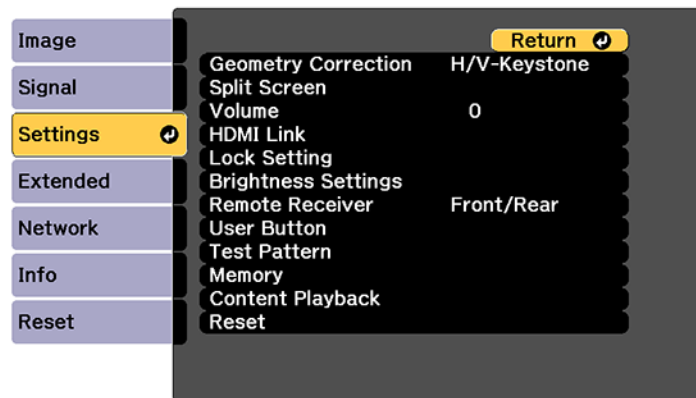 Image
Signal
Settings
Extended
Network
Info
Reset
Return
Geometry Correction H/V-Keystone
Split Screen
Volume 0
HDMI Link
Lock Setting
Brightness Settings
Remote Receiver Front/Rear
User Button
Test Pattern
Memory
Content Playback
Reset